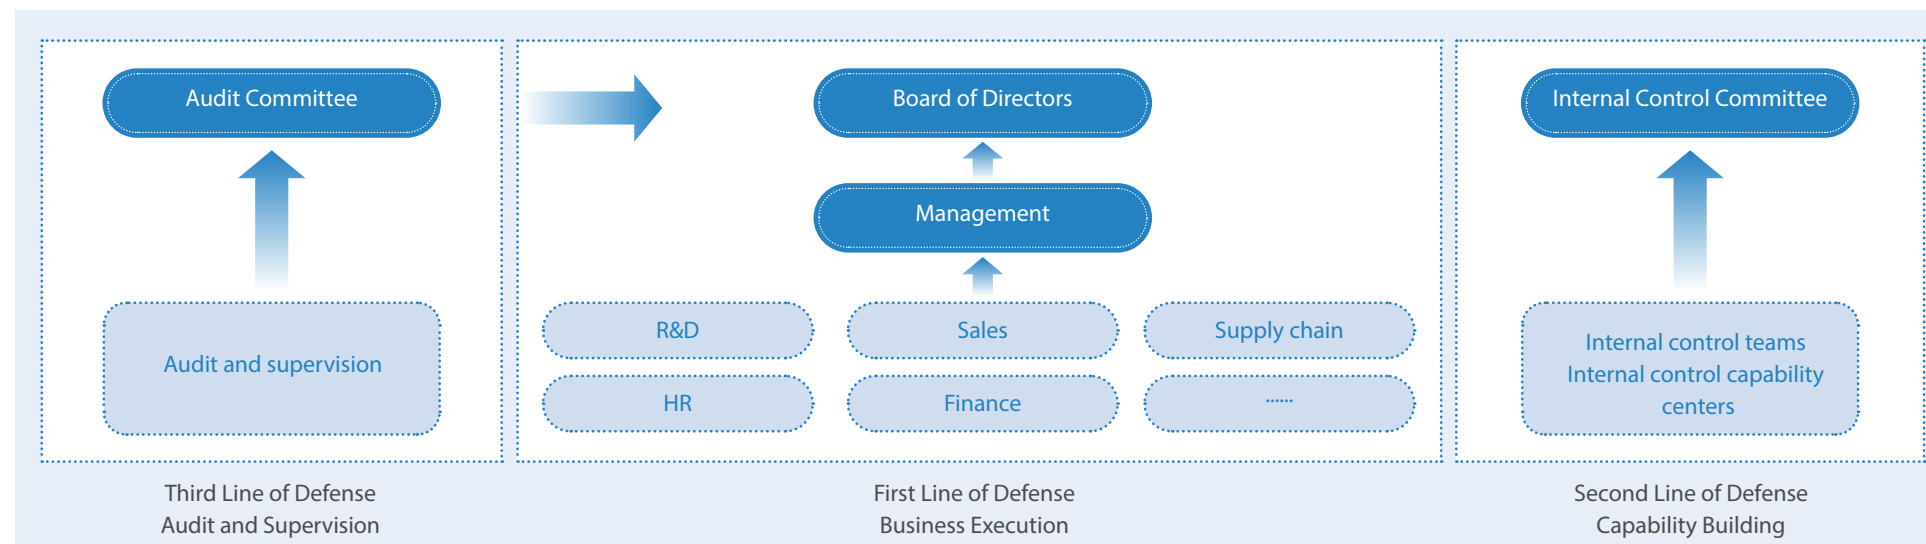 Audit Committee
Audit and supervision
Third Line of Defense
Audit and Supervision
Board of Directors
Management
R&D
Sales
Supply chain
HR
Finance
······
First Line of Defense
Business Execution
Internal Control Committee
Internal control teams
Internal control capability
centers
Second Line of Defense
Capability Building